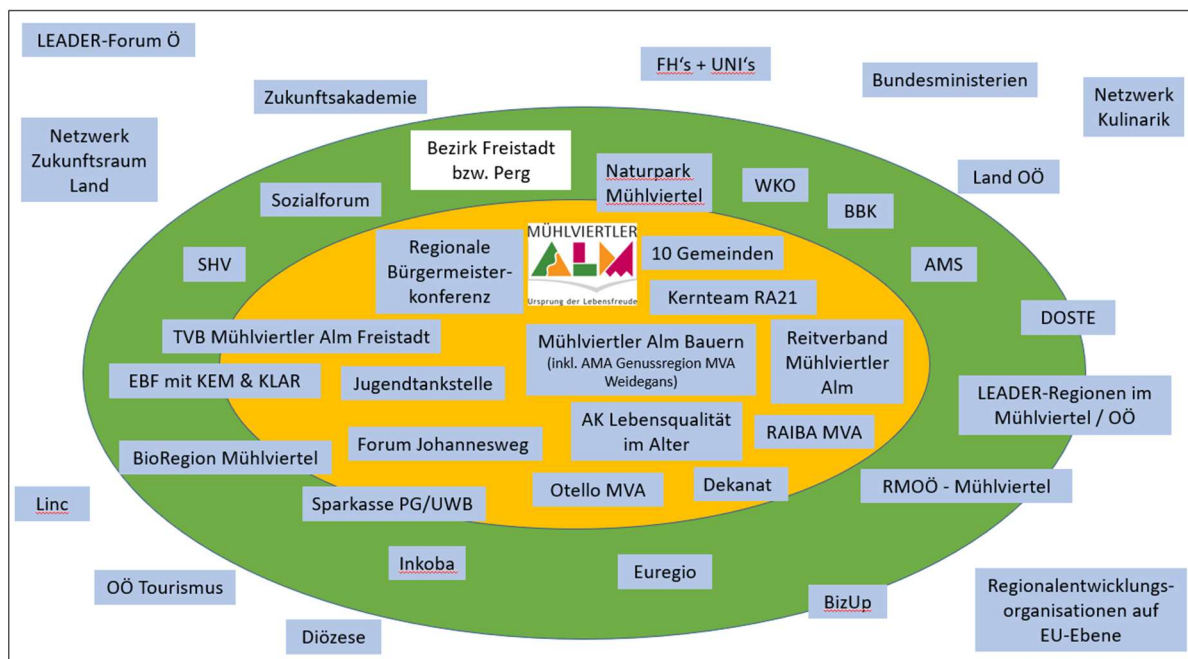 LEADER-Forum Ö
FH's + UNI's
Bundesministerien
Zukunftsakademie
Netzwerk
Kulinarik
Netzwerk
Zukunftsraum
Land
Bezirk Freistadt
bzw. Perg
Naturpark
Mühlviertel
WKO
Land OÖ
Sozialforum
BBK
Regionale
Bürgermeister-
konferenz
MÜHLVIERTLER
ALM
Ursprung der Lebensfreude
10 Gemeinden
SHV
AMS
Kernteam RA21
DOSTE
TVB Mühlviertler Alm Freistadt
Mühlviertler Alm Bauern
(inkl. AMA Genussregion MVA
Weidegans)
Reitverband
Mühlviertler
Alm
EBF mit KEM & KLAR
Jugendtankstelle
LEADER-Regionen im
Mühlviertel / OÖ
AK Lebensqualität
im Alter
RAIBA MVA
Forum Johannesweg
BioRegion Mühlviertel
Otello MVA
Dekanat
RMOÖ - Mühlviertel
Linc
Sparkasse PG/UWB
Inkoba
Euregio
OÖ Tourismus
BizUp
Regionalentwicklungs-
organisationen auf
EU-Ebene
Diözese